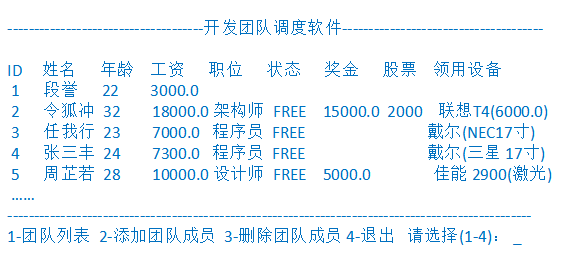 ------------------------------------开发团队调度软件--------------------------------------
ID 姓名 年龄 工资 职位 状态 奖金 股票 领用设备
1 段誉 22 3000.0
2 令狐冲 32 18000.0 架构师 FREE 15000.0 2000 联想T4(6000.0)
3 任我行 23 7000.0 程序员 FREE 戴尔(NEC17寸)
4 张三丰 24 7300.0 程序员 FREE 戴尔(三星 17寸)
5 周芷若 28 10000.0 设计师 FREE 5000.0 佳能 2900(激光)
……
----------------------------------------------------------------------------------------------------
1-团队列表 2-添加团队成员 3-删除团队成员 4-退出 请选择(1-4)： _